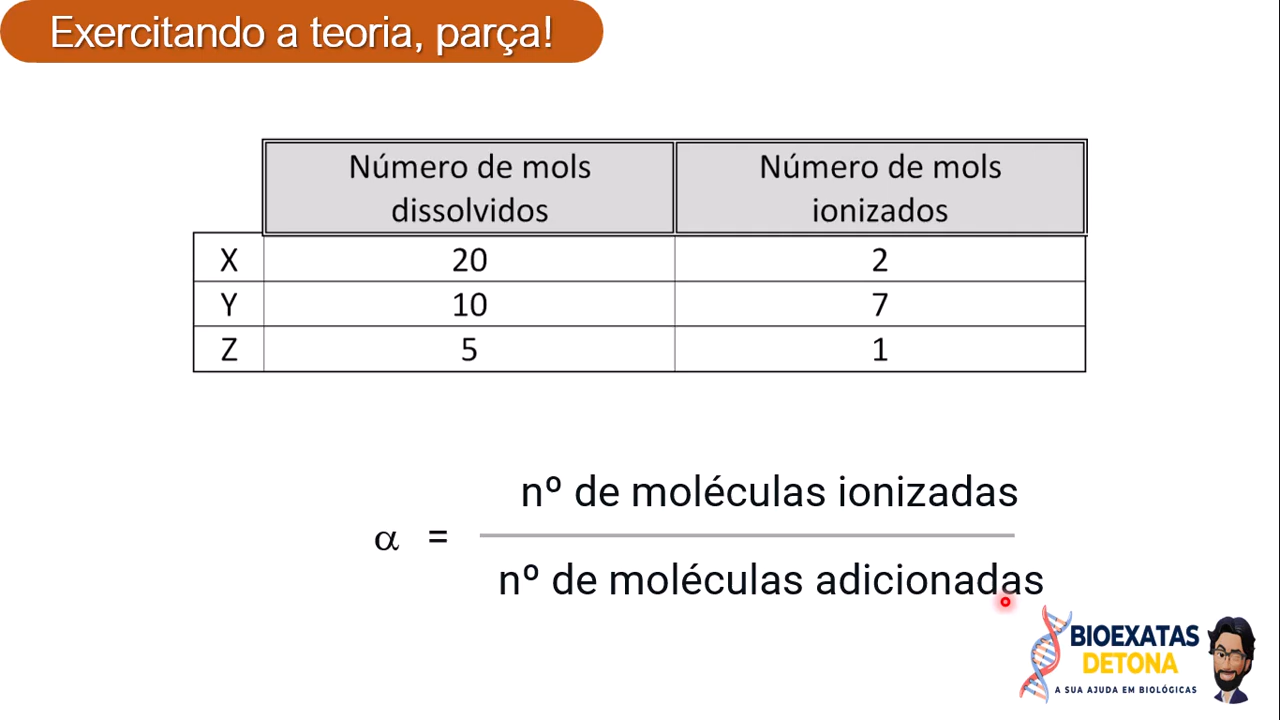 Exercitando a teoria, parça!
Número de mols dissolvidos Número de mols ionizados
X 20 2
Y 10 7
Z 5 1
nº de moléculas ionizadas
α =
nº de moléculas adicionadas
BIOEXATAS
DETONA
A SUA AJUDA EM BIOLÓGICAS